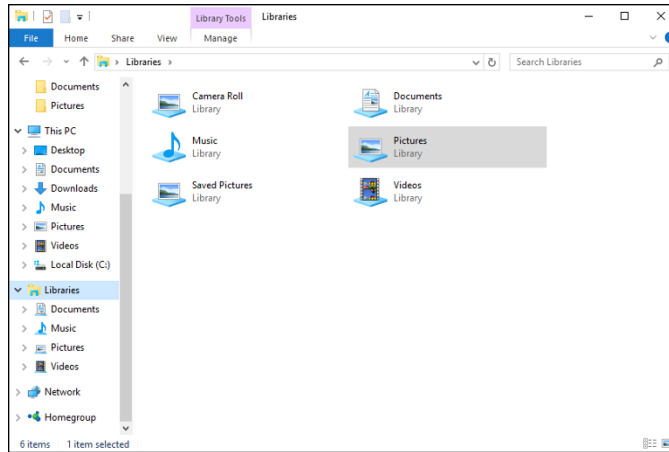 Library Tools
Libraries
File
Home
Share
View
Manage
Libraries
Search Libraries
Documents
Pictures
This PC
Desktop
Documents
Downloads
Music
Pictures
Videos
Local Disk (C:)
Libraries
Documents
Music
Pictures
Videos
Network
Homegroup
Camera Roll
Library
Documents
Library
Music
Library
Pictures
Library
Saved Pictures
Library
Videos
Library
6 items
1 item selected